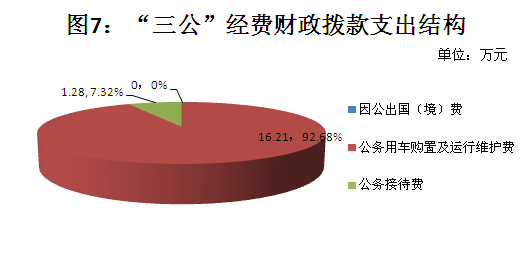 图7：“三公”经费财政拨款支出结构
单位：万元
0，0%
1.28, 7.32%
16.21，92.68%
因公出国（境）费
公务用车购置及运行维护费
公务接待费